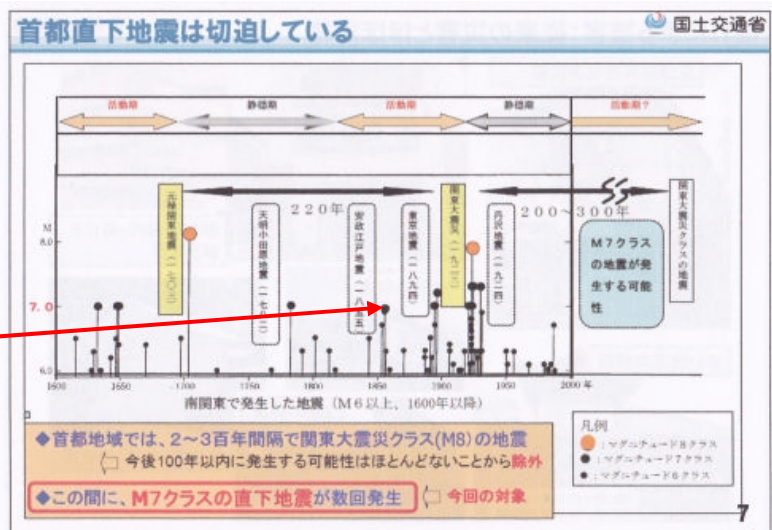 首都直下地震は切迫している
国土交通省
活動期
静穏期
活動期
静穏期
活動期?
220年
200~300年
元禄関東地震(一七〇三)
天明小田原地震(一七八二)
安政江戸地震(一八五五)
東京地震(一八九四)
関東大震災(一九二三)
丹沢地震(一九二四)
M7クラスの地震が発生する可能性
関東大震災クラスの地震
M
8.0
7.0
6.0
1600 1650 1700 1750 1800 1850 1900 1950 2000 年
南関東で発生した地震(M6以上、1600年以降)
◆首都地域では、2~3百年間隔で関東大震災クラス(M8)の地震
今後100年以内に発生する可能性はほとんどないことから除外
◆この間に、M7クラスの直下地震が数回発生
今回の対象
凡例
:マグニチュード8クラス
:マグニチュード7クラス
:マグニチュード6クラス
7